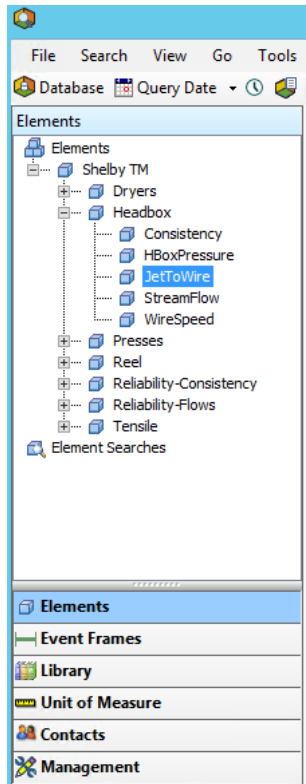 File Search View Go Tools
Database Query Date
Elements
Elements
Shelby TM
Dryers
Headbox
Consistency
HBoxPressure
JetToWire
StreamFlow
WireSpeed
Presses
Reel
Reliability-Consistency
Reliability-Flows
Tensile
Element Searches
Elements
Event Frames
Library
Unit of Measure
Contacts
Management